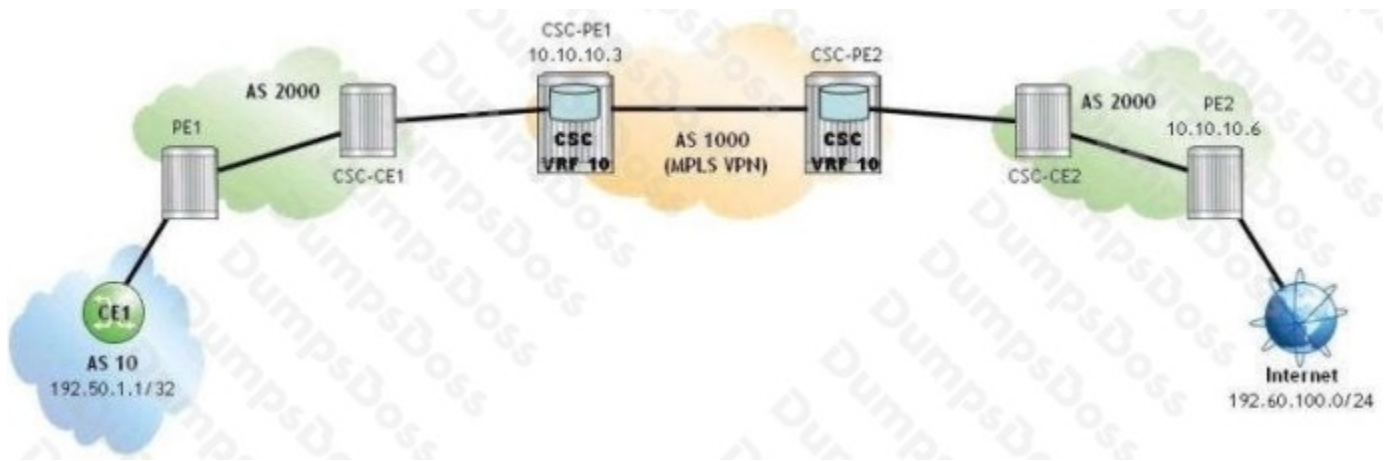 CSC-PE1
10.10.10.3
CSC-PE2
AS 2000
AS 2000
PE1
PE2
10.10.10.6
CSC
VRF 10
AS 1000
(MPLS VPN)
CSC
VRF 10
CSC-CE1
CSC-CE2
CE1
AS 10
192.50.1.1/32
Internet
192.60.100.0/24
DumpsDoss